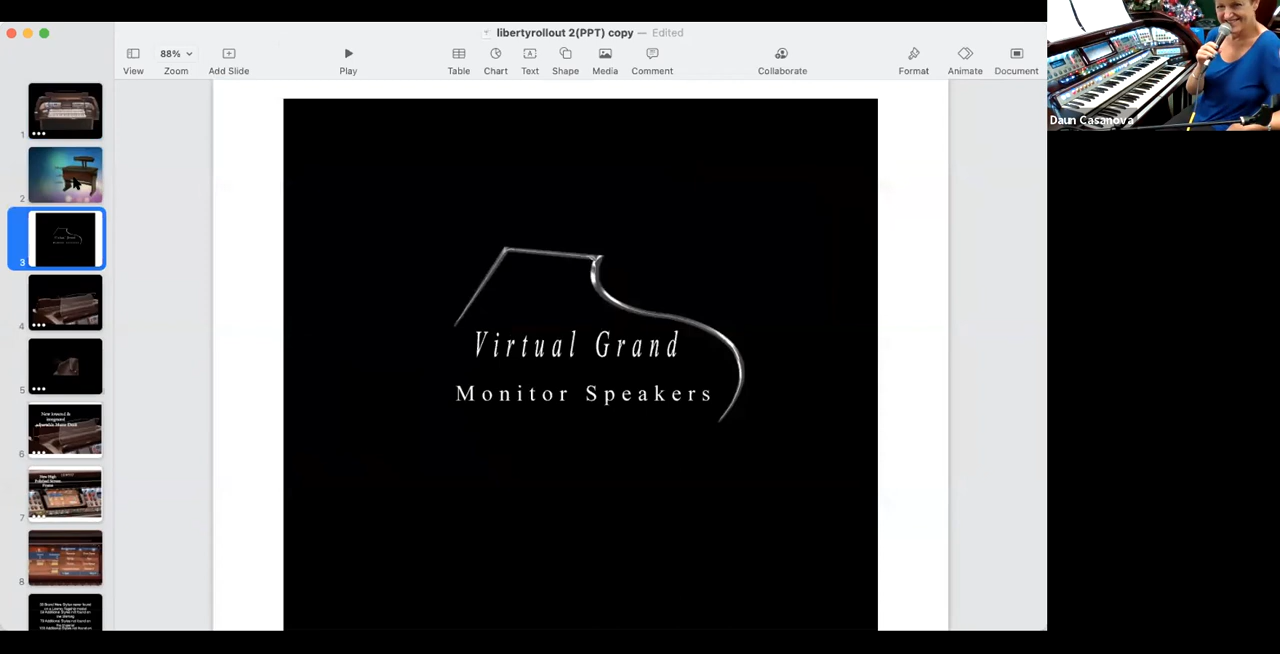 libertyrollout 2(PPT) copy — Edited
88%
View
Zoom
Add Slide
Play
Table
Chart
Text
Shape
Media
Comment
Collaborate
Format
Animate
Document
Daun Casanova
1
2
3
4
5
6
7
8
Virtual Grand
Monitor Speakers